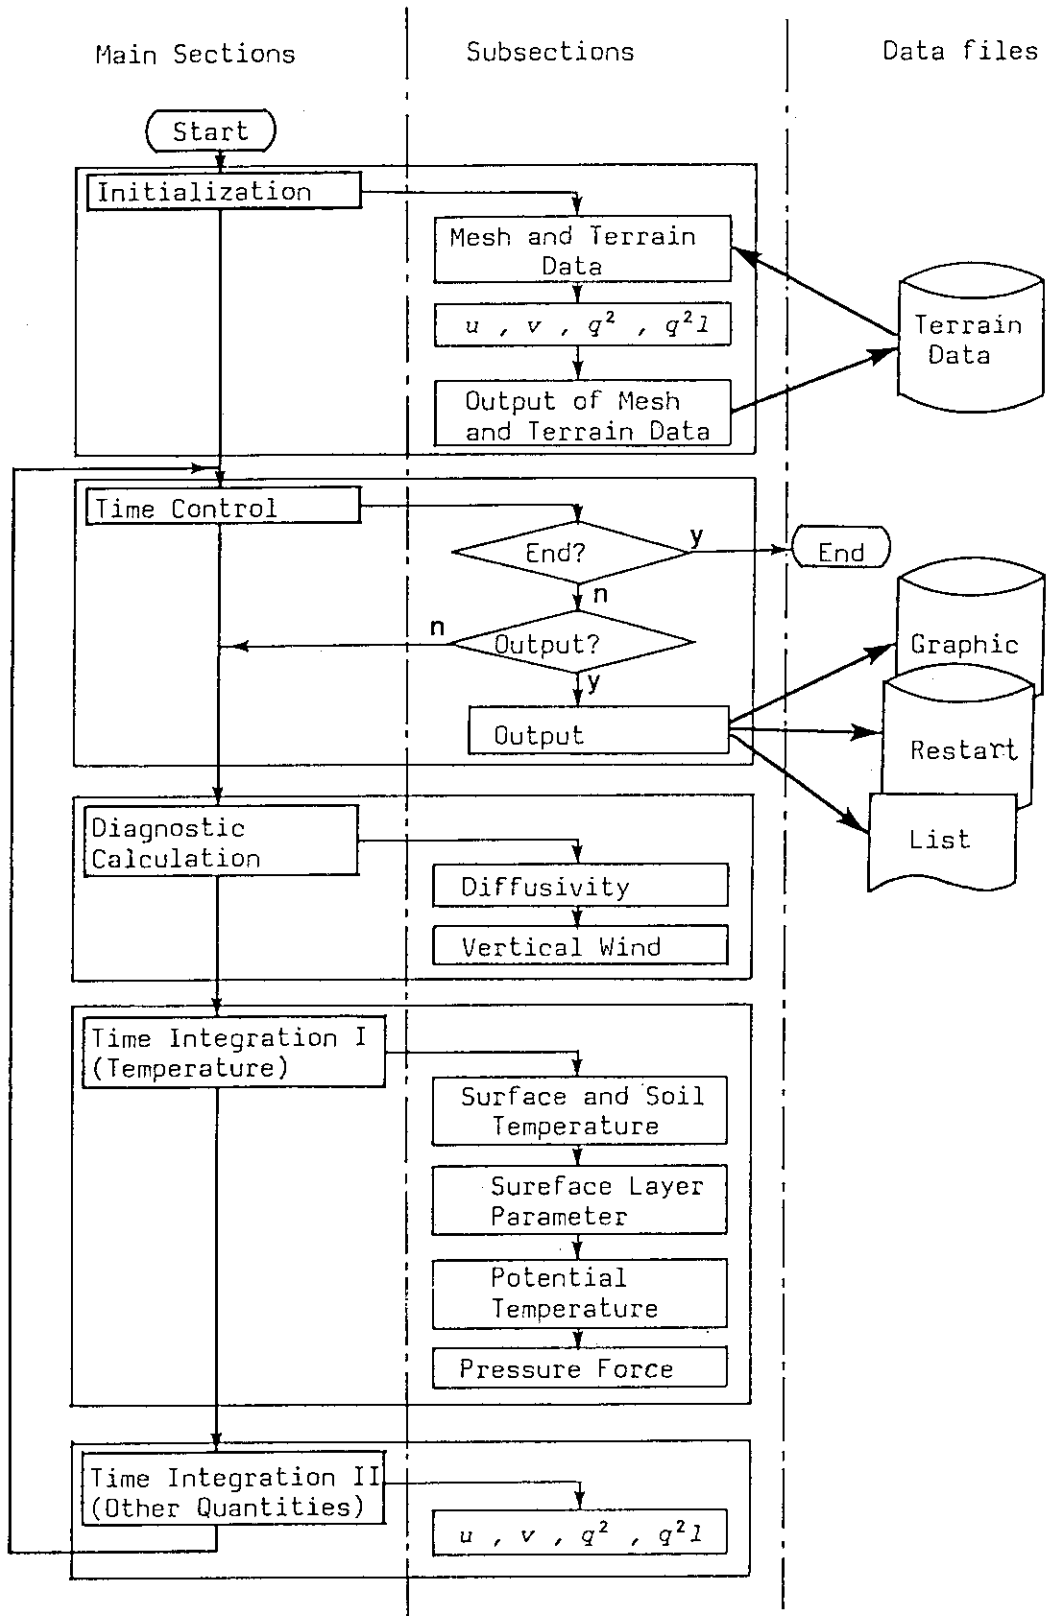 Main Sections
Subsections
Data files
Start
Initialization
Mesh and Terrain
Data
u , v , q² , q²l
Output of Mesh
and Terrain Data
Terrain
Data
Time Control
End?
y
End
n
Output?
n
y
Output
Graphic
Restart
List
Diagnostic
Calculation
Diffusivity
Vertical Wind
Time Integration I
(Temperature)
Surface and Soil
Temperature
Sureface Layer
Parameter
Potential
Temperature
Pressure Force
Time Integration II
(Other Quantities)
u , v , q² , q²l